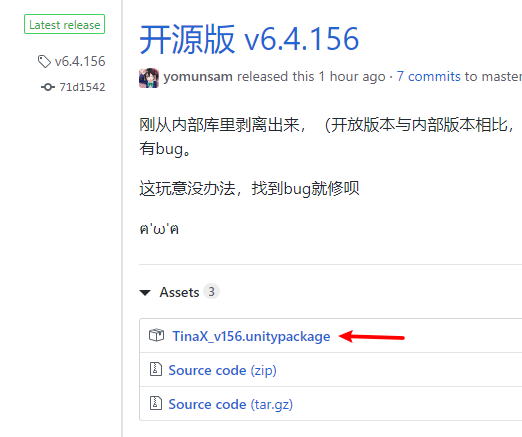 Latest release
v6.4.156
71d1542
开源版 v6.4.156
yomunsam released this 1 hour ago · 7 commits to master
刚从内部库里剥离出来，（开放版本与内部版本相比，
有bug。
这玩意没办法，找到bug就修呗
ฅ'ω'ฅ
Assets 3
TinaX_v156.unitypackage
Source code (zip)
Source code (tar.gz)